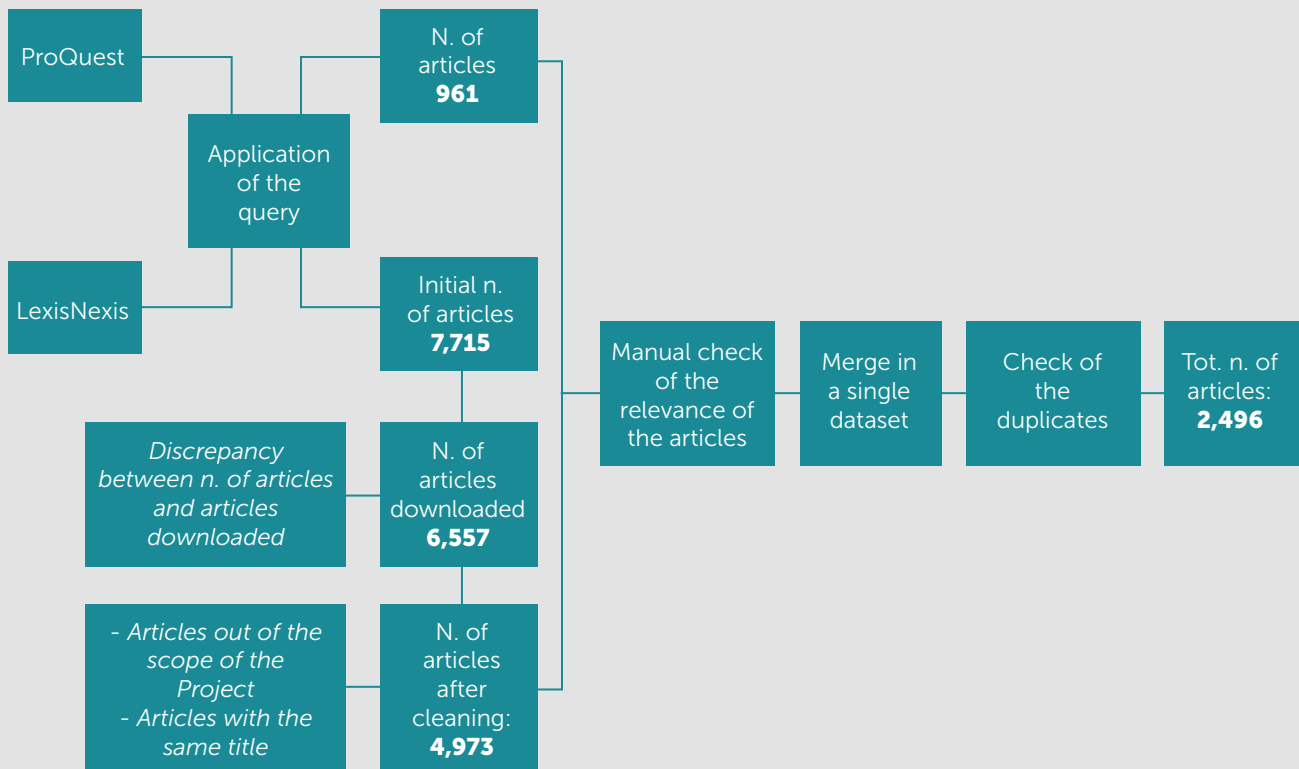 ProQuest
N. of
articles
961
Application
of the
query
LexisNexis
Initial n.
of articles
7,715
Discrepancy
between n. of articles
and articles
downloaded
N. of
articles
downloaded
6,557
- Articles out of the
scope of the
Project
- Articles with the
same title
N. of
articles
after
cleaning:
4,973
Manual check
of the
relevance of
the articles
Merge in
a single
dataset
Check of
the
duplicates
Tot. n. of
articles:
2,496